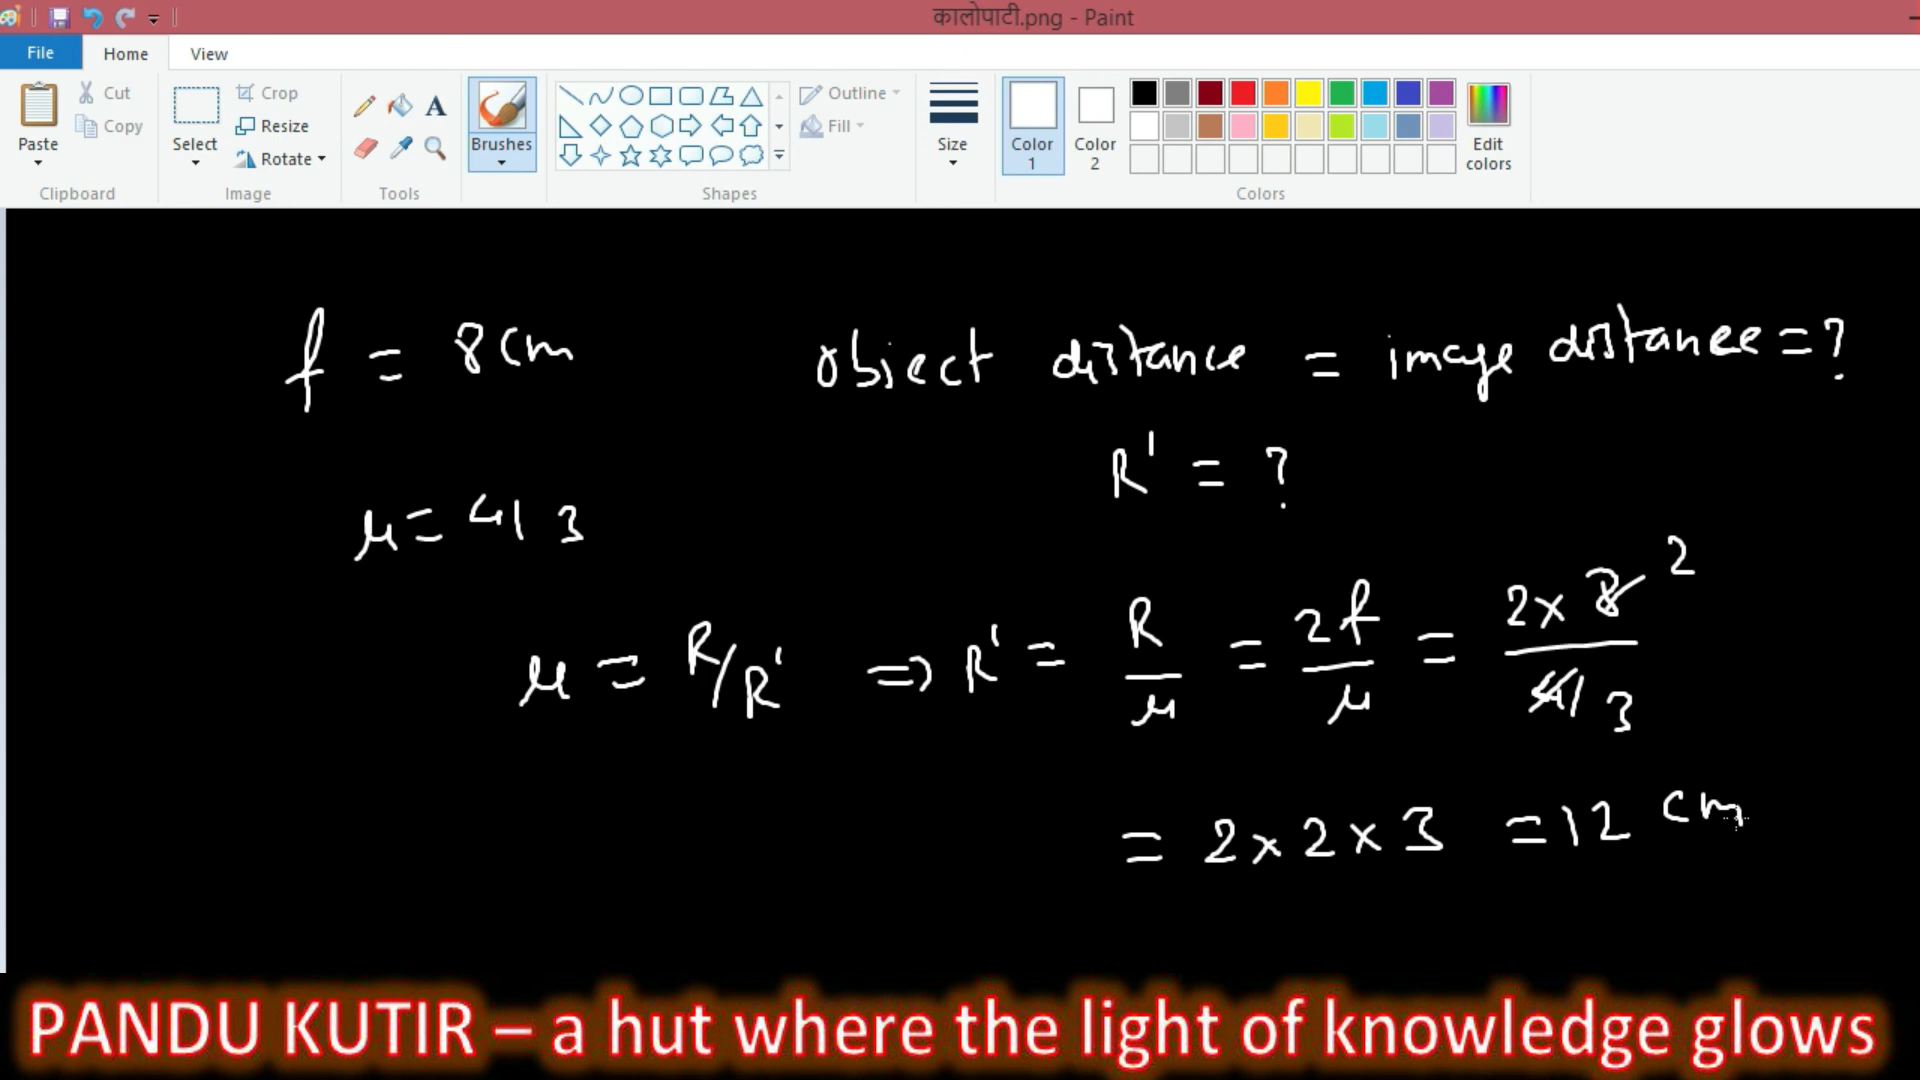 कालोपाटी.png - Paint
File Home View
Paste Cut Copy Clipboard
Select Crop Resize Rotate Image
Tools
Brushes
Outline Fill Shapes
Size
Color 1 Color 2 Edit colors Colors
f = 8cm object distance = image distance = ?
R' = ?
μ = 4/3
μ = R/R' ⇒ R' = R/μ = 2f/μ = 2 x 8 2 / 4/3
= 2 x 2 x 3 = 12 cm
PANDU KUTIR – a hut where the light of knowledge glows